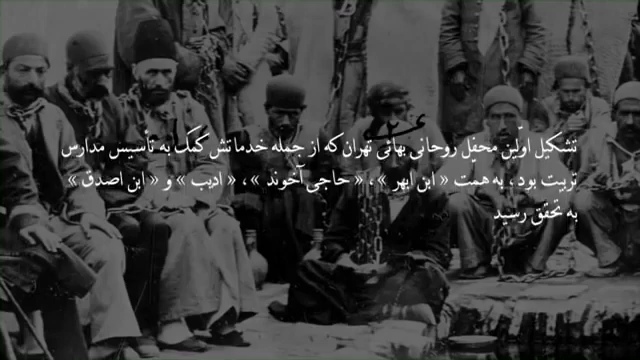 تشکیل اوّلین محفل روحانی بهائی تهران که از جمله خدماتش کمک به تأسیس مدارس
تربیت بود، به همت « ابن ابهر »، « حاجی آخوند »، « ادیب » و « ابن اصدق »
به تحقق رسید